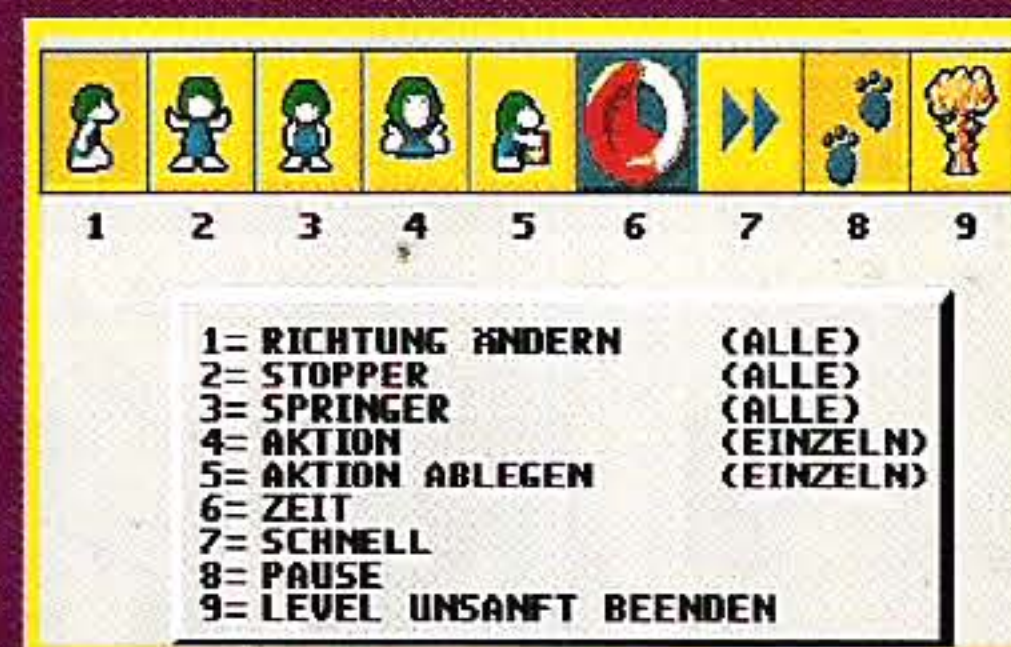 1 2 3 4 5 6 7 8 9
1= RICHTUNG ÄNDERN (ALLE)
2= STOPPER (ALLE)
3= SPRINGER (ALLE)
4= AKTION (EINZELN)
5= AKTION ABLEGEN (EINZELN)
6= ZEIT
7= SCHNELL
8= PAUSE
9= LEVEL UNSANFT BEENDEN